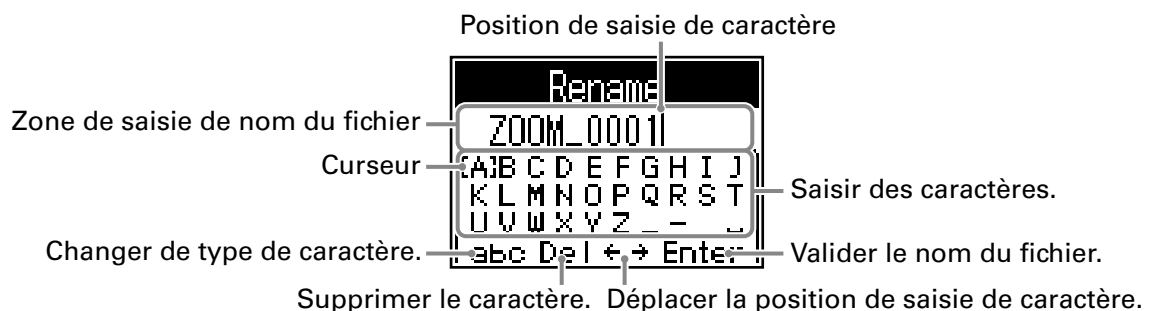 Position de saisie de caractère
Rename
Zone de saisie de nom du fichier
ZOOM_0001
Curseur
[A]B C D E F G H I J
K L M N O P Q R S T
U V W X Y Z _ - ␣
Saisir des caractères.
Changer de type de caractère.
abc Del ←→ Enter
Valider le nom du fichier.
Supprimer le caractère. Déplacer la position de saisie de caractère.